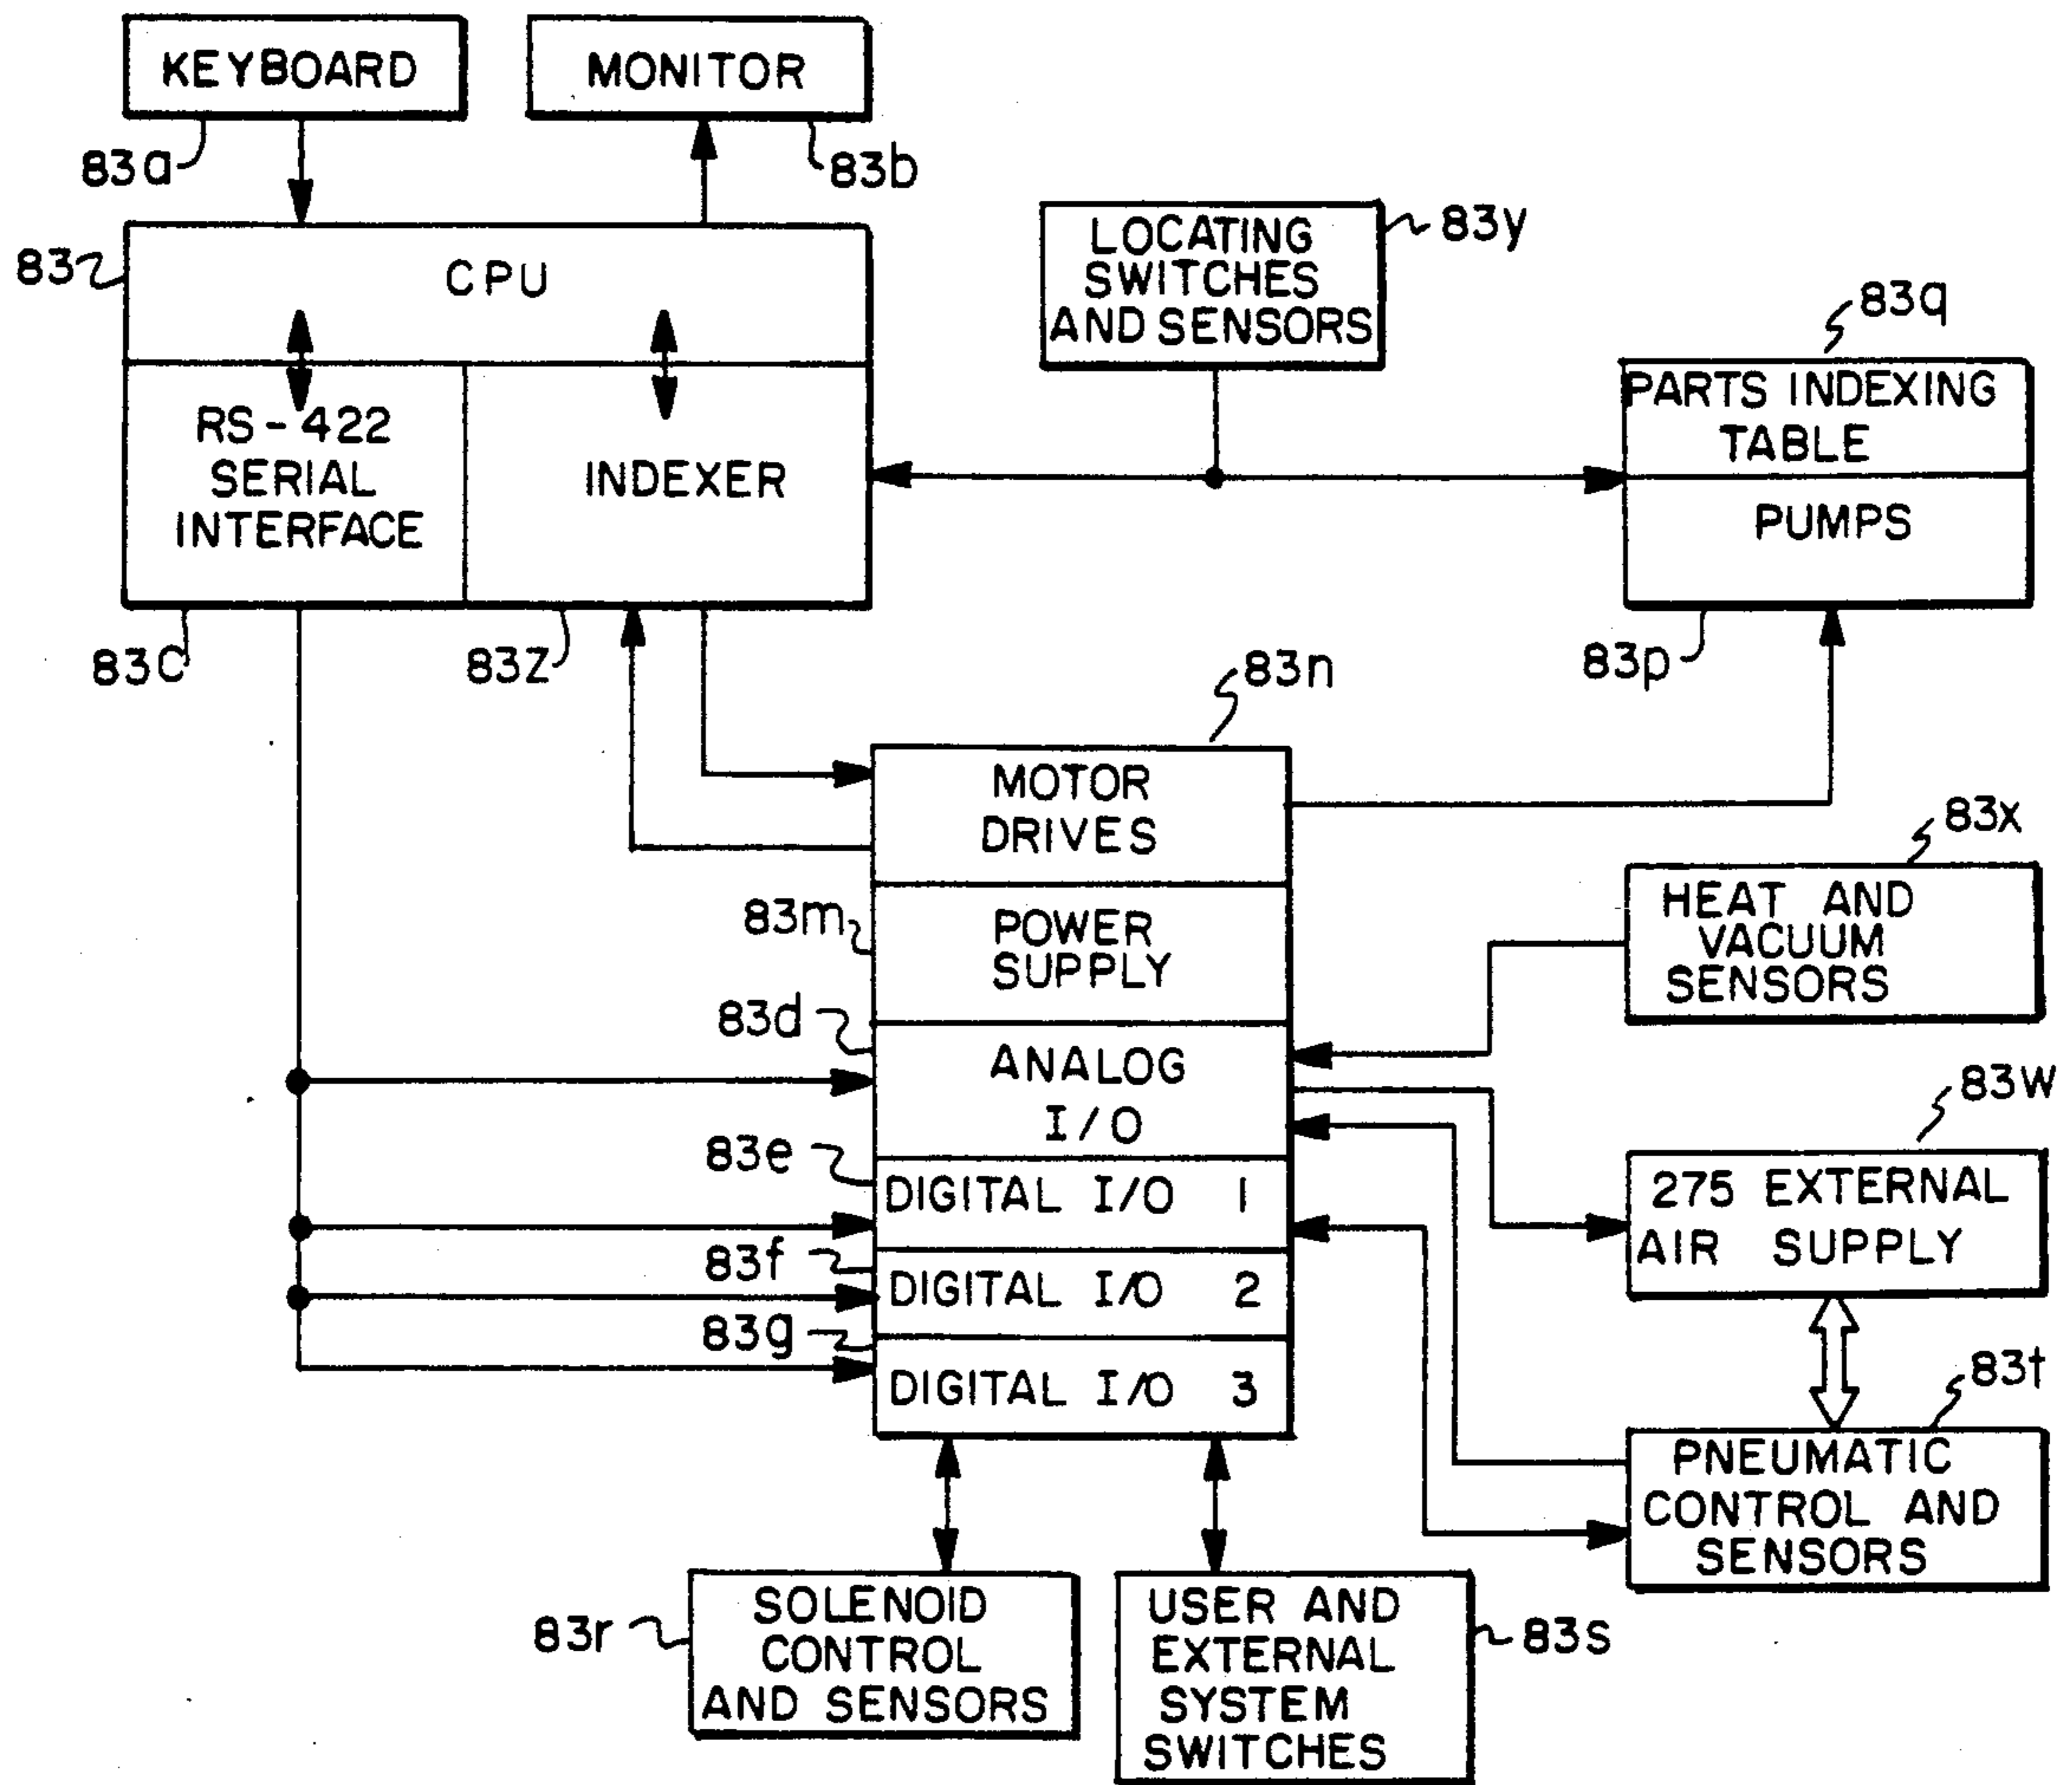 KEYBOARD
MONITOR
83a
83b
83
CPU
LOCATING
SWITCHES
AND SENSORS
83y
83q
RS-422
SERIAL
INTERFACE
INDEXER
PARTS INDEXING
TABLE
PUMPS
83c
83z
83p
83n
MOTOR
DRIVES
83m
POWER
SUPPLY
83x
HEAT AND
VACUUM
SENSORS
83d
ANALOG
I/O
83w
275 EXTERNAL
AIR SUPPLY
83e
DIGITAL I/O 1
83f
DIGITAL I/O 2
83g
DIGITAL I/O 3
83t
PNEUMATIC
CONTROL AND
SENSORS
83r
SOLENOID
CONTROL
AND SENSORS
USER AND
EXTERNAL
SYSTEM
SWITCHES
83s